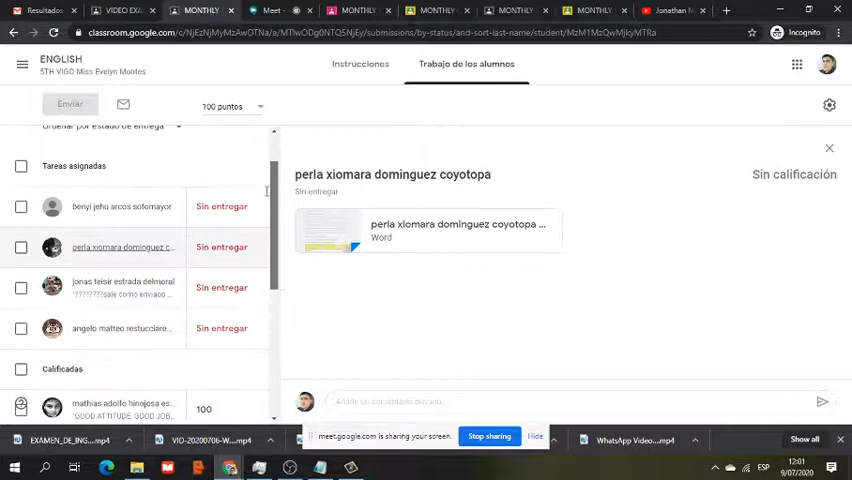 Resultados
VIDEO EXA
MONTHLY
Meet -
MONTHLY
MONTHLY
MONTHLY
MONTHLY
Jonathan M
classroom.google.com/c/NjEzNjMyMzAwOTNa/a/MTIwODg0NTQ5NjEy/submissions/by-status/and-sort-last-name/student/MzM1MzQwMjkyMTRa
Incognito
ENGLISH
5TH VIGO Miss Evelyn Montes
Instrucciones
Trabajo de los alumnos
Enviar
100 puntos
Ordenar por estado de entrega
Tareas asignadas
perla xiomara dominguez coyotopa
Sin calificación
Sin entregar
benyi jehu arcos sotomayor
Sin entregar
perla xiomara dominguez coyotopa ...
Word
perla xiomara dominguez c...
Sin entregar
jonas teisir estrada delmoral
"????????sale como enviado ...
Sin entregar
angelo matteo restucciare...
Sin entregar
Calificadas
mathias adolfo hinojosa es...
"GOOD ATTITUDE. GOOD JOB...
100
Añade un comentario privado...
meet.google.com is sharing your screen.
Stop sharing
Hide
EXAMEN_DE_ING....mp4
VID-20200706-W....mp4
WhatsApp Video....mp4
Show all
ESP
12:01
9/07/2020